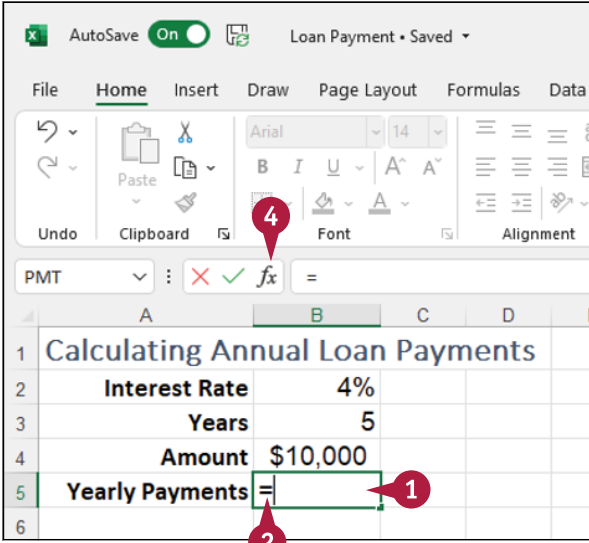 AutoSave On Loan Payment • Saved
File Home Insert Draw Page Layout Formulas Data
Arial 14
Paste B I U A A
4
Undo Clipboard Font Alignment
PMT fx =
A B C D
1 Calculating Annual Loan Payments
2 Interest Rate 4%
3 Years 5
4 Amount $10,000
5 Yearly Payments = 1
6
2